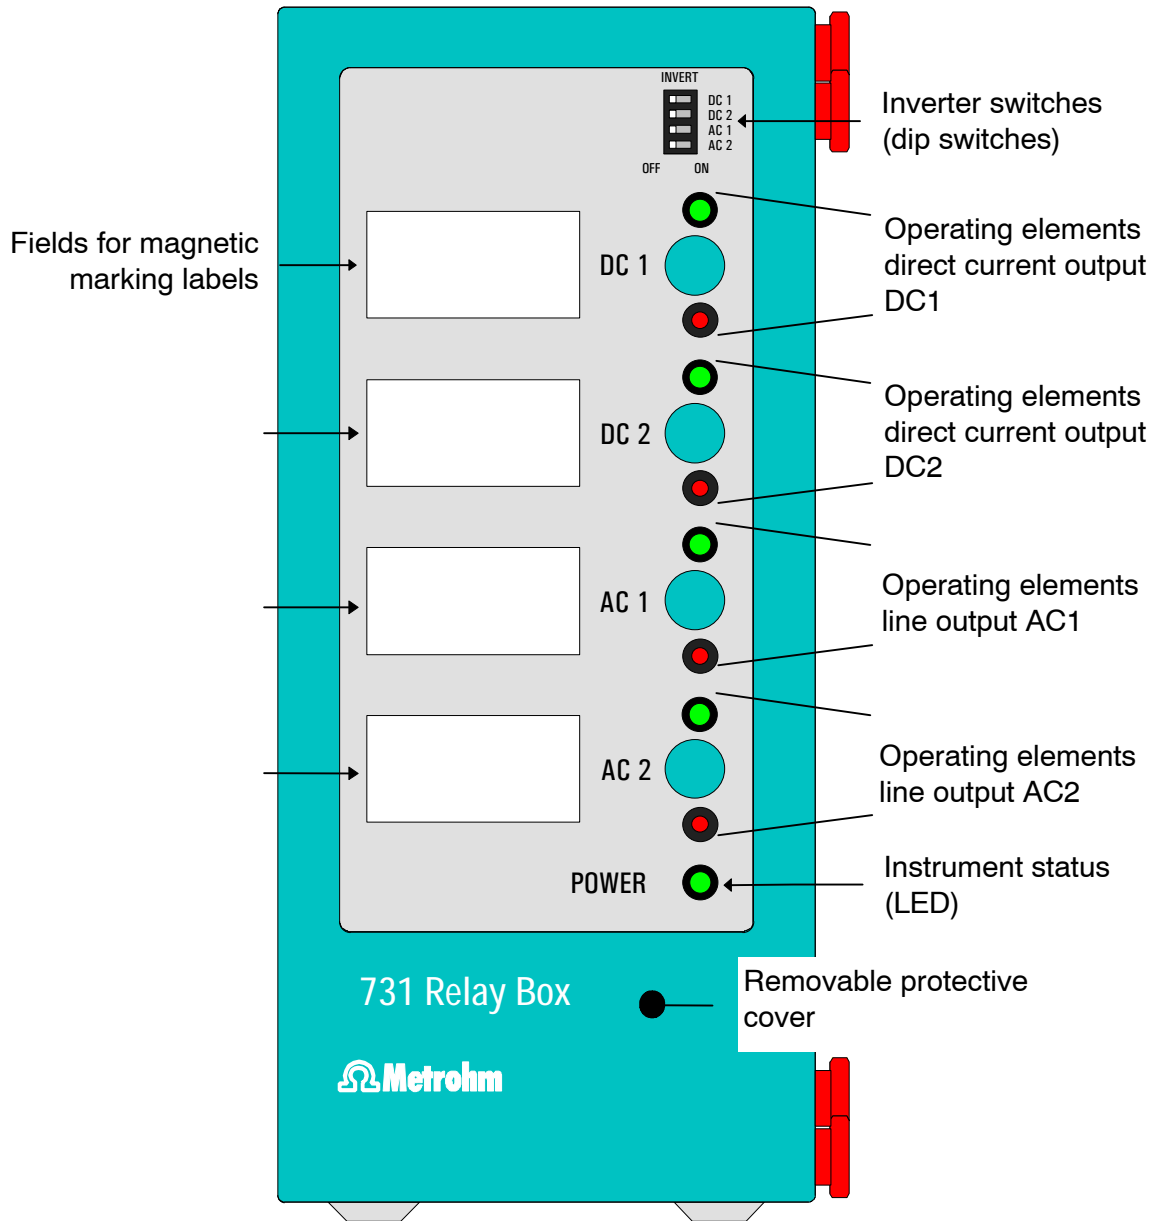 INVERT
DC 1
DC 2
AC 1
AC 2
OFF ON
Inverter switches
(dip switches)
Fields for magnetic
marking labels
DC 1
Operating elements
direct current output
DC1
DC 2
Operating elements
direct current output
DC2
AC 1
Operating elements
line output AC1
AC 2
Operating elements
line output AC2
POWER
Instrument status
(LED)
731 Relay Box
Removable protective
cover
Metrohm